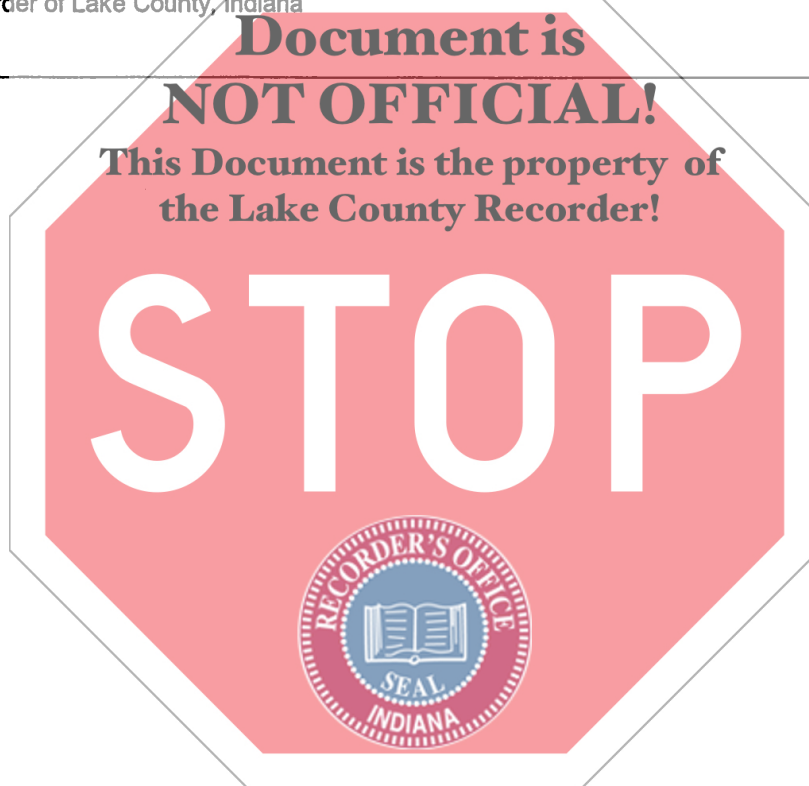 der of Lake County, Indiana
Document is
NOT OFFICIAL!
This Document is the property of
the Lake County Recorder!
STOP
RECORDER'S OFFICE
SEAL
INDIANA